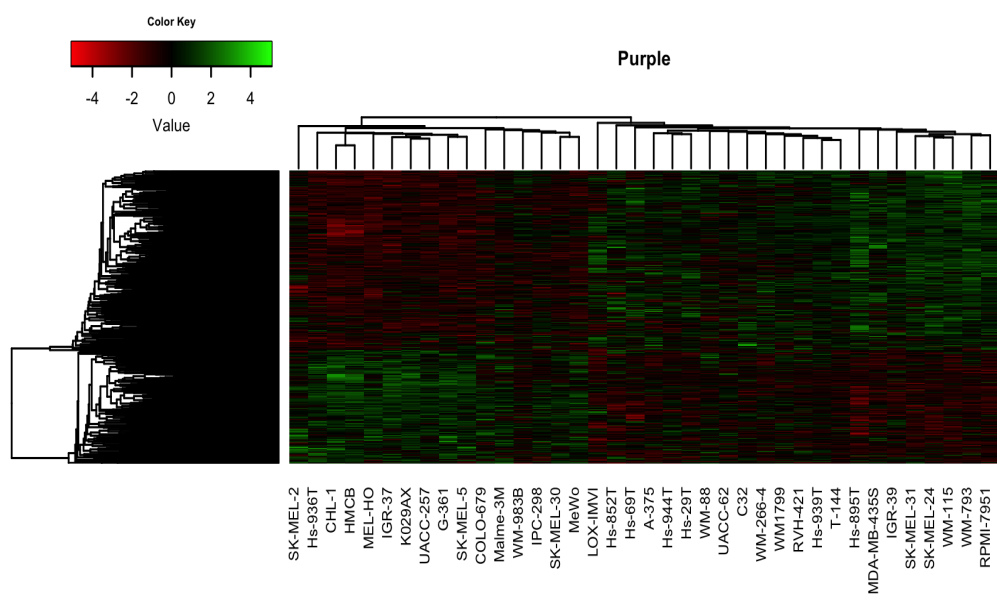 Color Key
-4 -2 0 2 4
Value
Purple
SK-MEL-2
Hs-936T
CHL-1
HMCB
MEL-HO
IGR-37
K029AX
UACC-257
G-361
SK-MEL-5
COLO-679
Malme-3M
WM-983B
IPC-298
SK-MEL-30
MeWo
LOX-IMVI
Hs-852T
Hs-69T
A-375
Hs-944T
Hs-29T
WM-88
UACC-62
C32
WM-266-4
WM1799
RVH-421
Hs-939T
T-144
Hs-895T
MDA-MB-435S
IGR-39
SK-MEL-31
SK-MEL-24
WM-115
WM-793
RPMI-7951